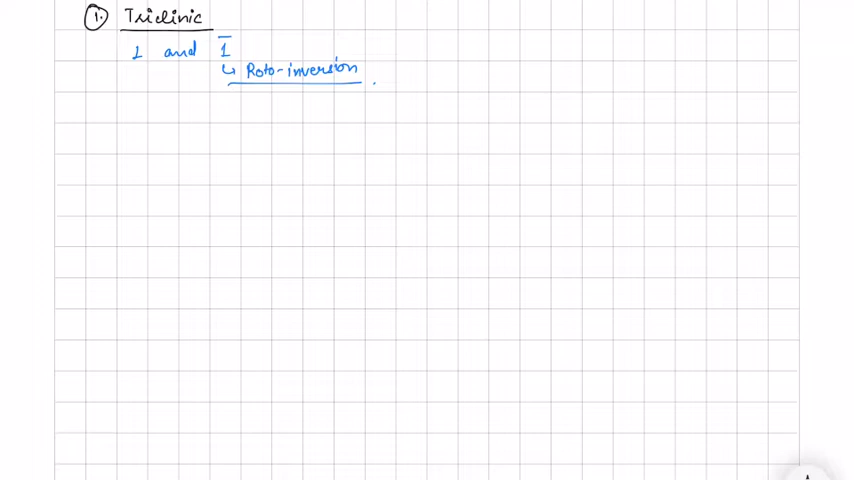 1. Triclinic
1 and 1̅
↳ Roto-inversion